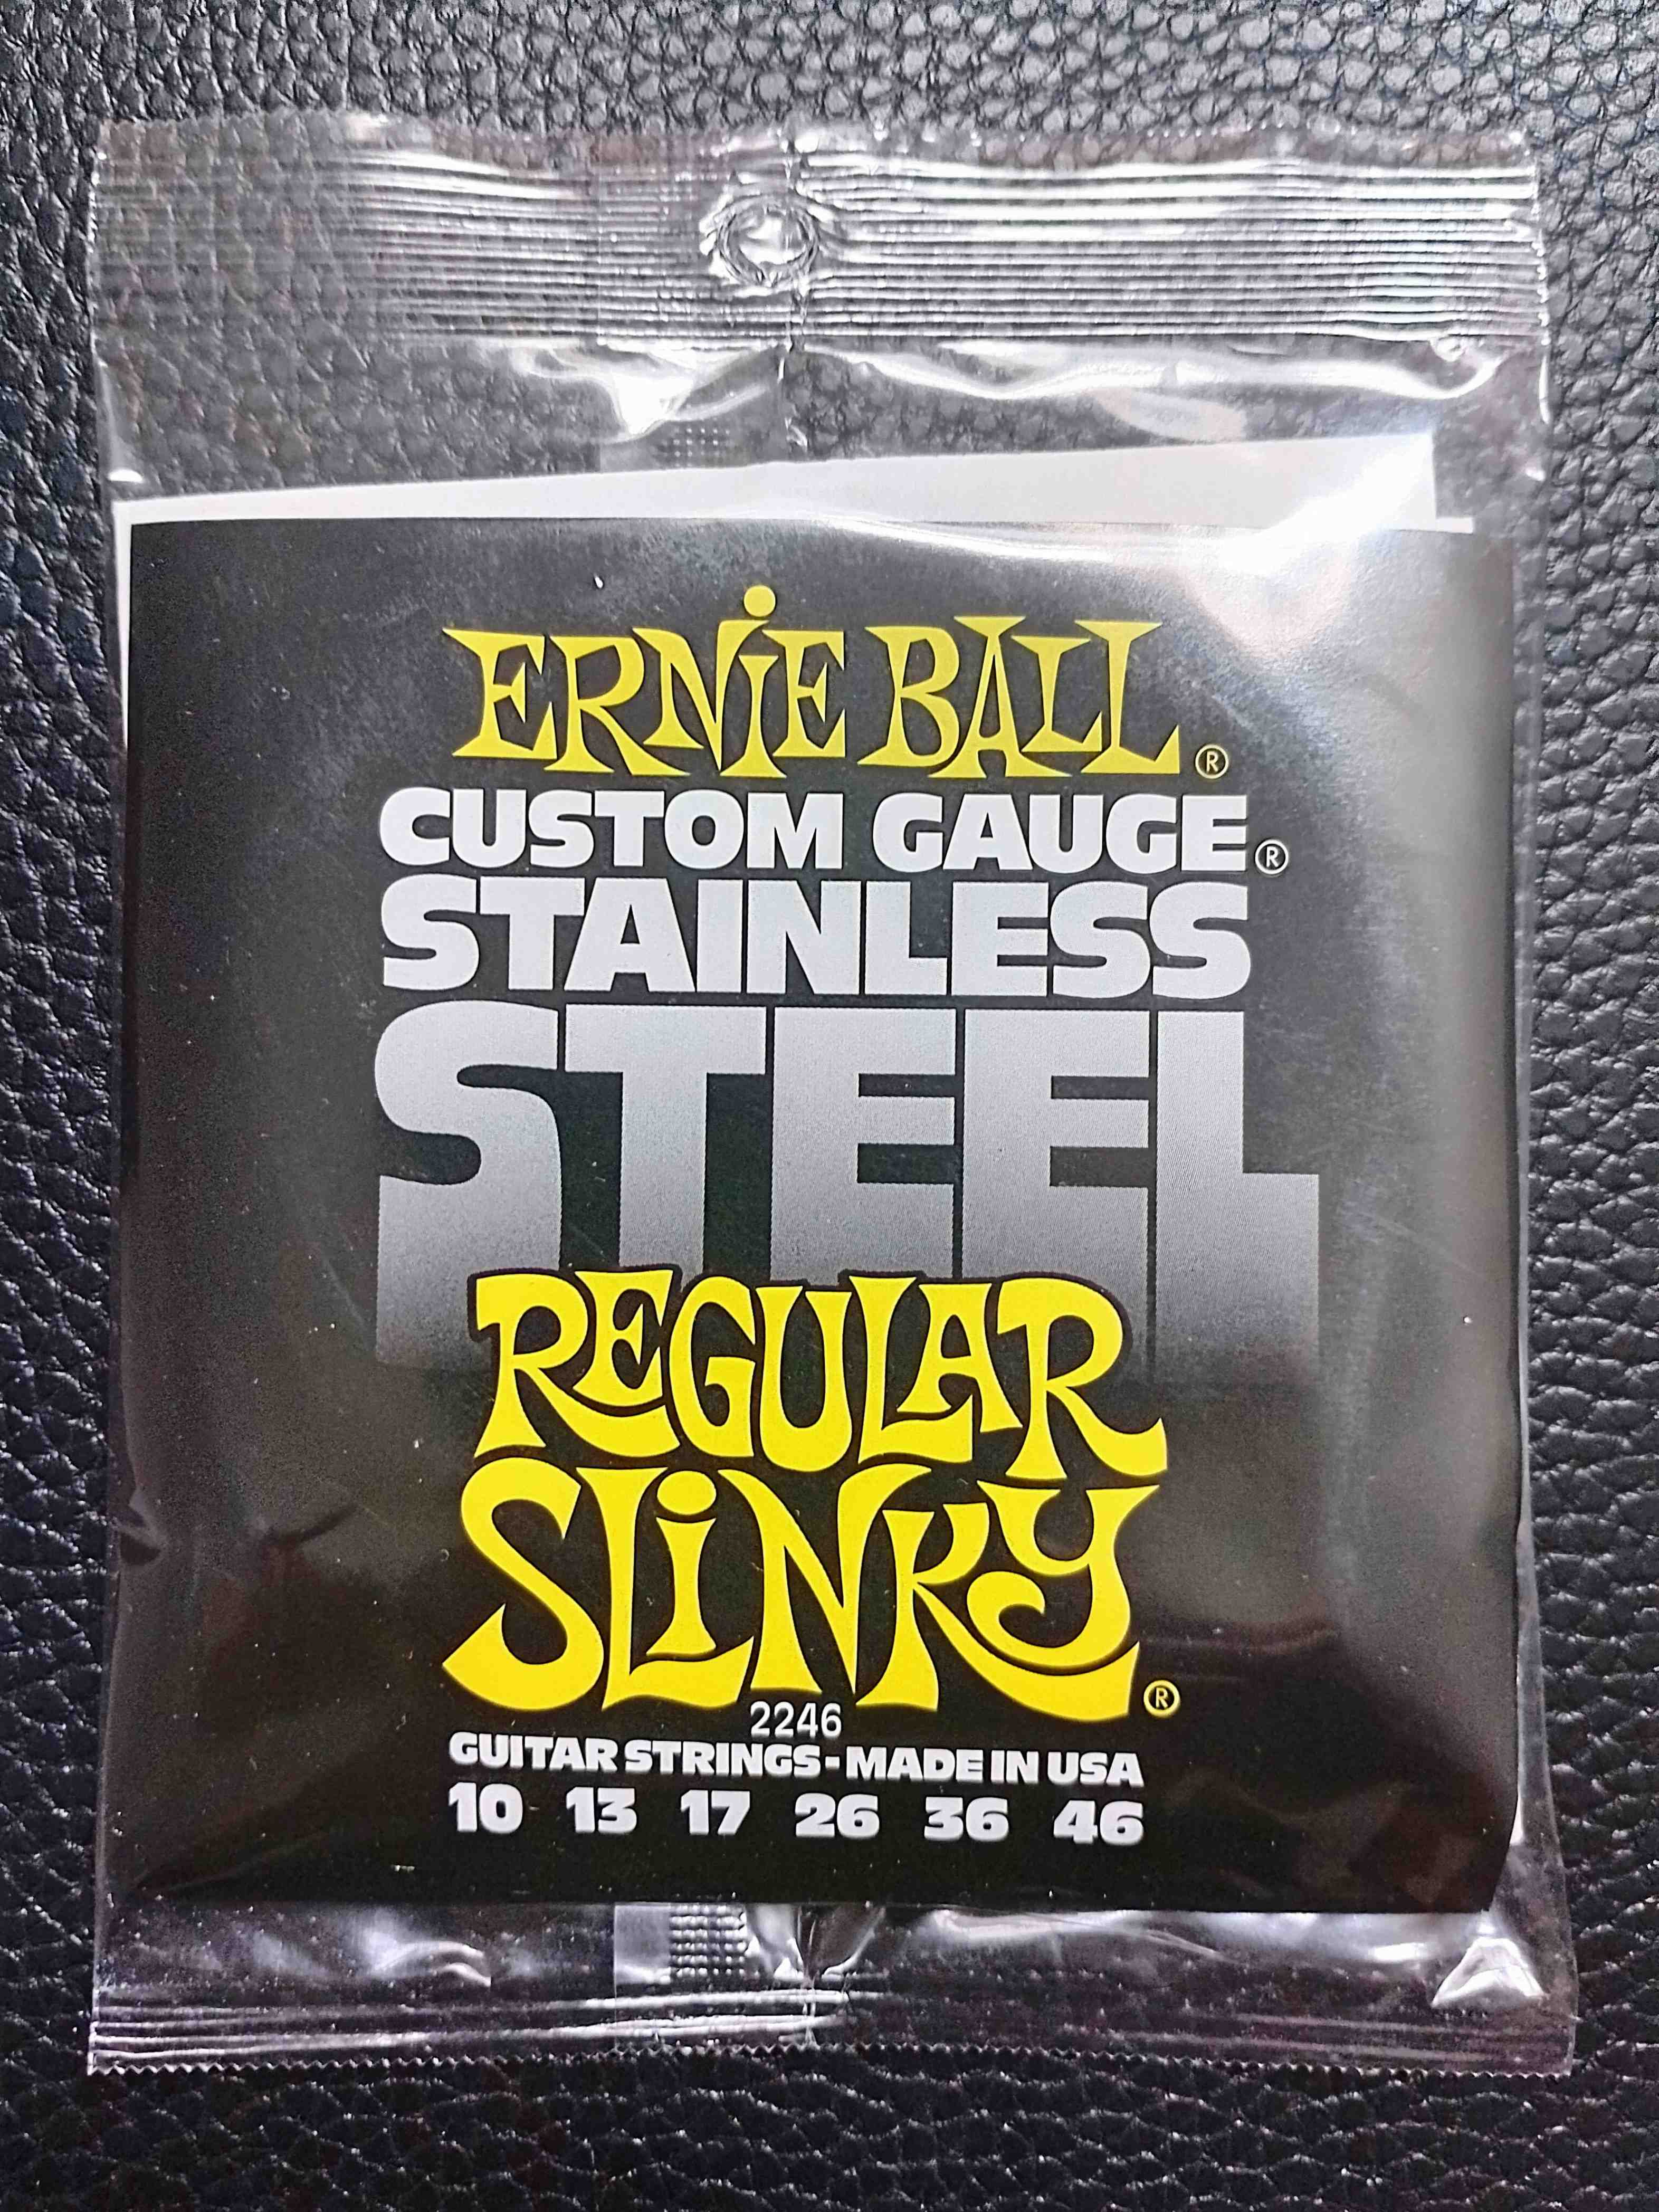 ERNiE BALL®
CUSTOM GAUGE®
STAINLESS
STEEL
REGULAR
SLiNKY®
2246
GUITAR STRINGS-MADE IN USA
10 13 17 26 36 46